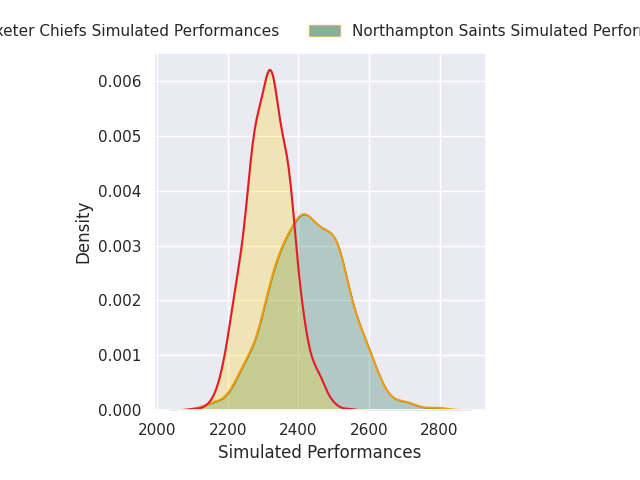 eter Chiefs Simulated Performances
Northampton Saints Simulated Perfor
0.006
0.005
0.004
0.003
0.002
0.001
0.000
Density
2000 2200 2400 2600 2800
Simulated Performances